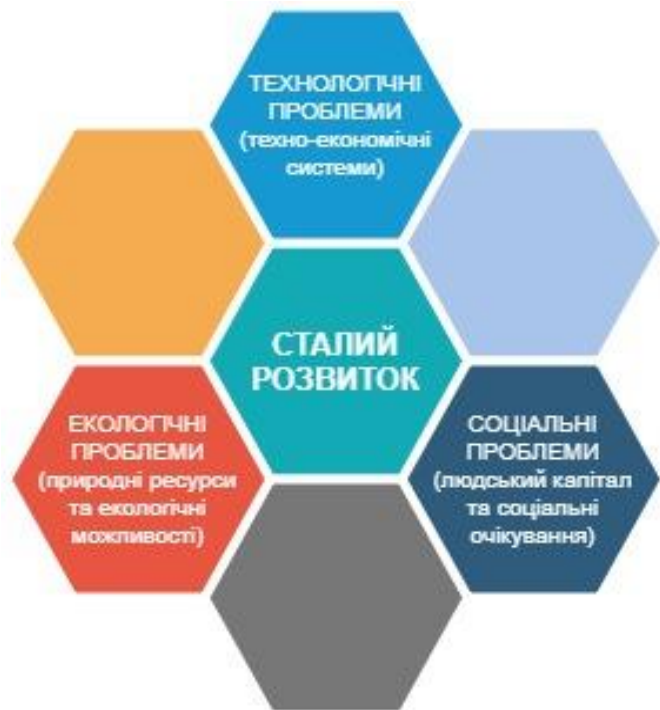 ТЕХНОЛОГІЧНІ
ПРОБЛЕМИ
(техно-економічні
системи)
СТАЛИЙ
РОЗВИТОК
ЕКОЛОГІЧНІ
ПРОБЛЕМИ
(природні ресурси
та екологічні
можливості)
СОЦІАЛЬНІ
ПРОБЛЕМИ
(людський капітал
та соціальні
очікування)